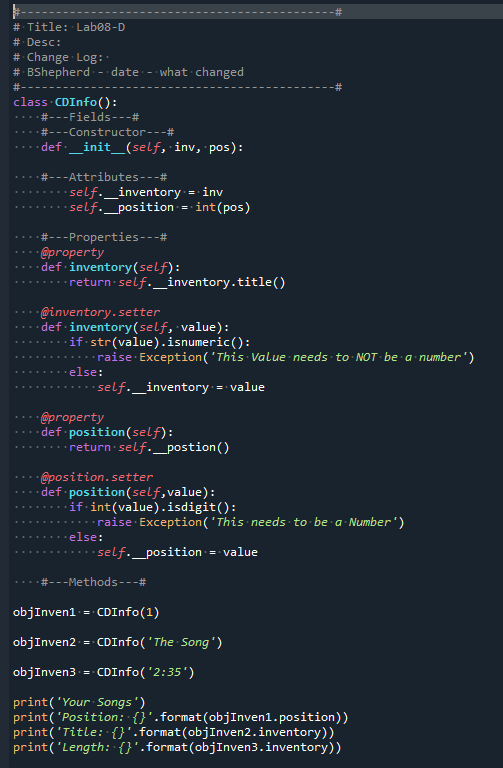 #---------------------------------------------#
# Title: Lab08-D
# Desc:
# Change Log:
# BShepherd - date - what changed
#---------------------------------------------#
class CDInfo():
    #---Fields---#
    #---Constructor---#
    def __init__(self, inv, pos):
    #---Attributes---#
        self.__inventory = inv
        self.__position = int(pos)
    #---Properties---#
    @property
    def inventory(self):
        return self.__inventory.title()
    @inventory.setter
    def inventory(self, value):
        if str(value).isnumeric():
            raise Exception('This Value needs to NOT be a number')
        else:
            self.__inventory = value
    @property
    def position(self):
        return self.__postion()
    @position.setter
    def position(self,value):
        if int(value).isdigit():
            raise Exception('This needs to be a Number')
        else:
            self.__position = value
    #---Methods---#
objInven1 = CDInfo(1)
objInven2 = CDInfo('The Song')
objInven3 = CDInfo('2:35')
print('Your Songs')
print('Position: {}'.format(objInven1.position))
print('Title: {}'.format(objInven2.inventory))
print('Length: {}'.format(objInven3.inventory))